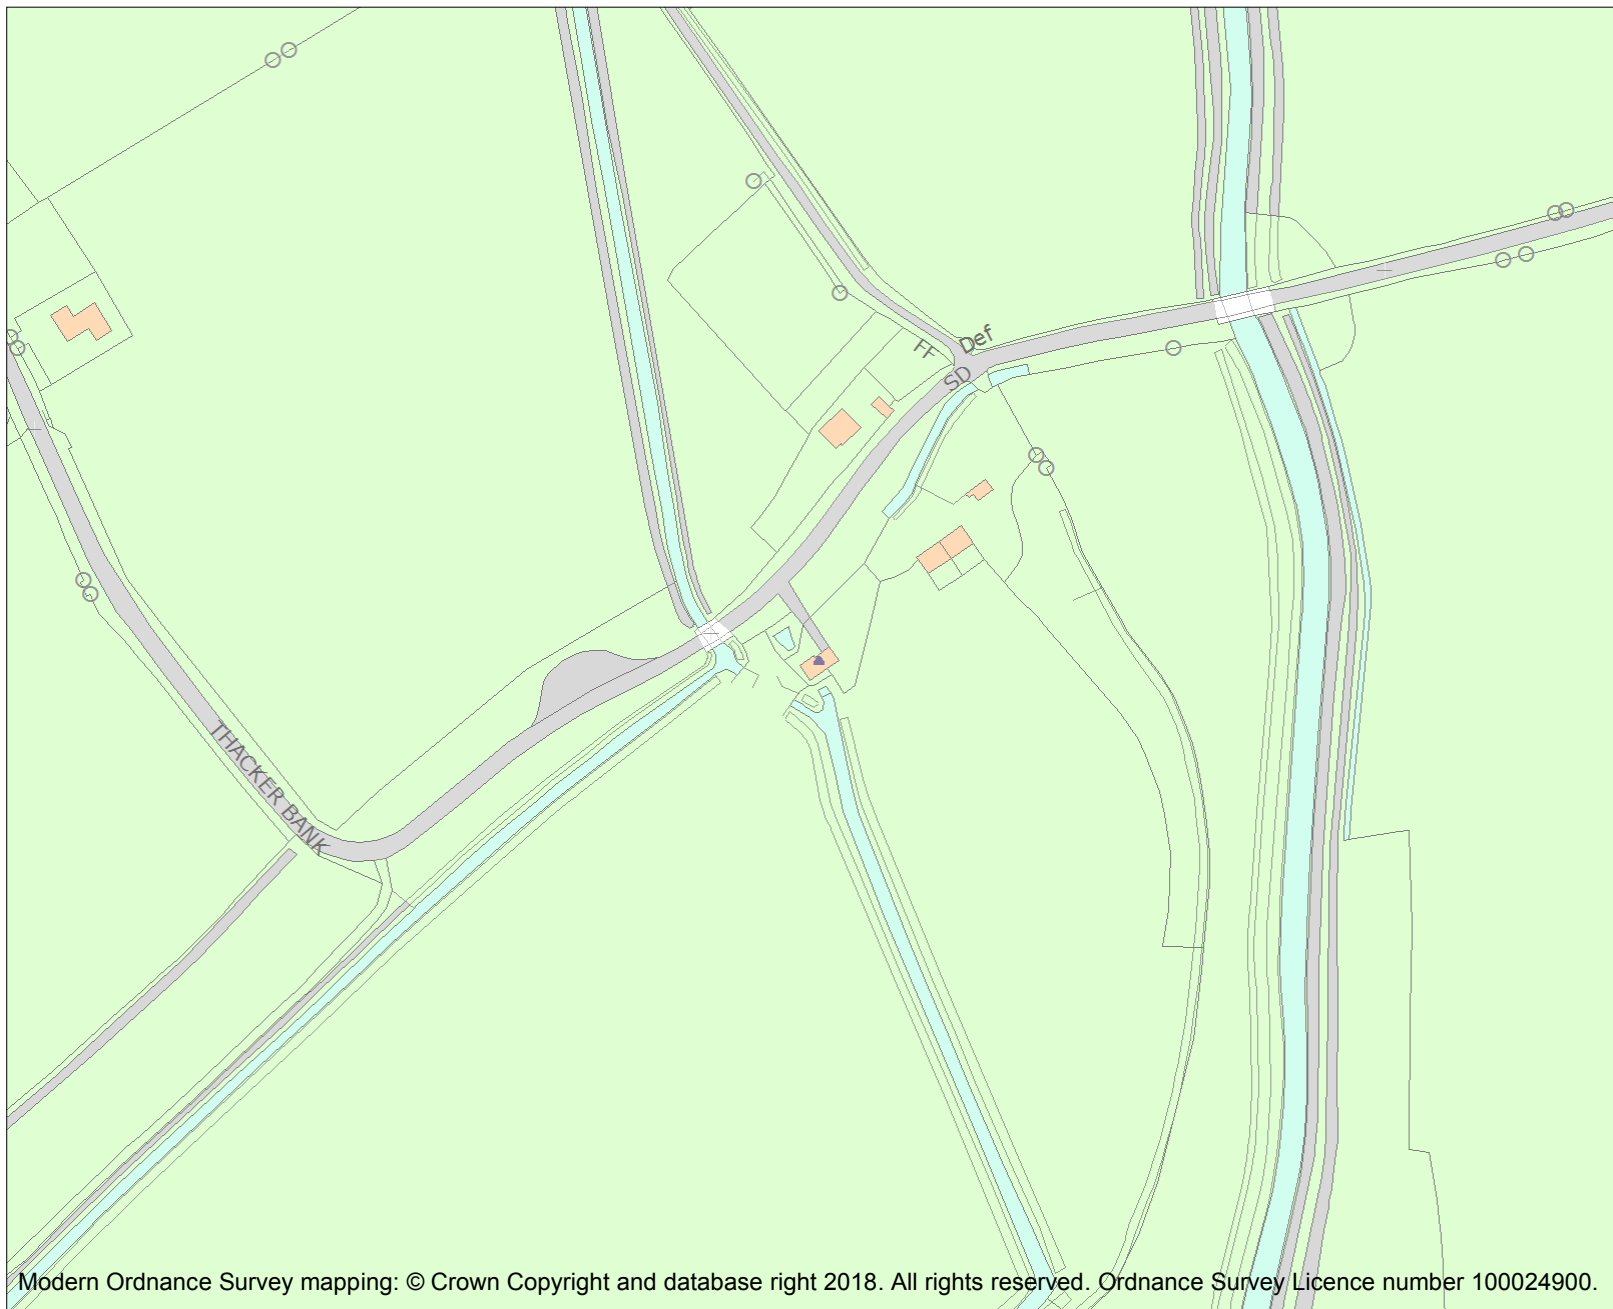 Def
FF
SD
THACKER BANK
Modern Ordnance Survey mapping: © Crown Copyright and database right 2018. All rights reserved. Ordnance Survey Licence number 100024900.